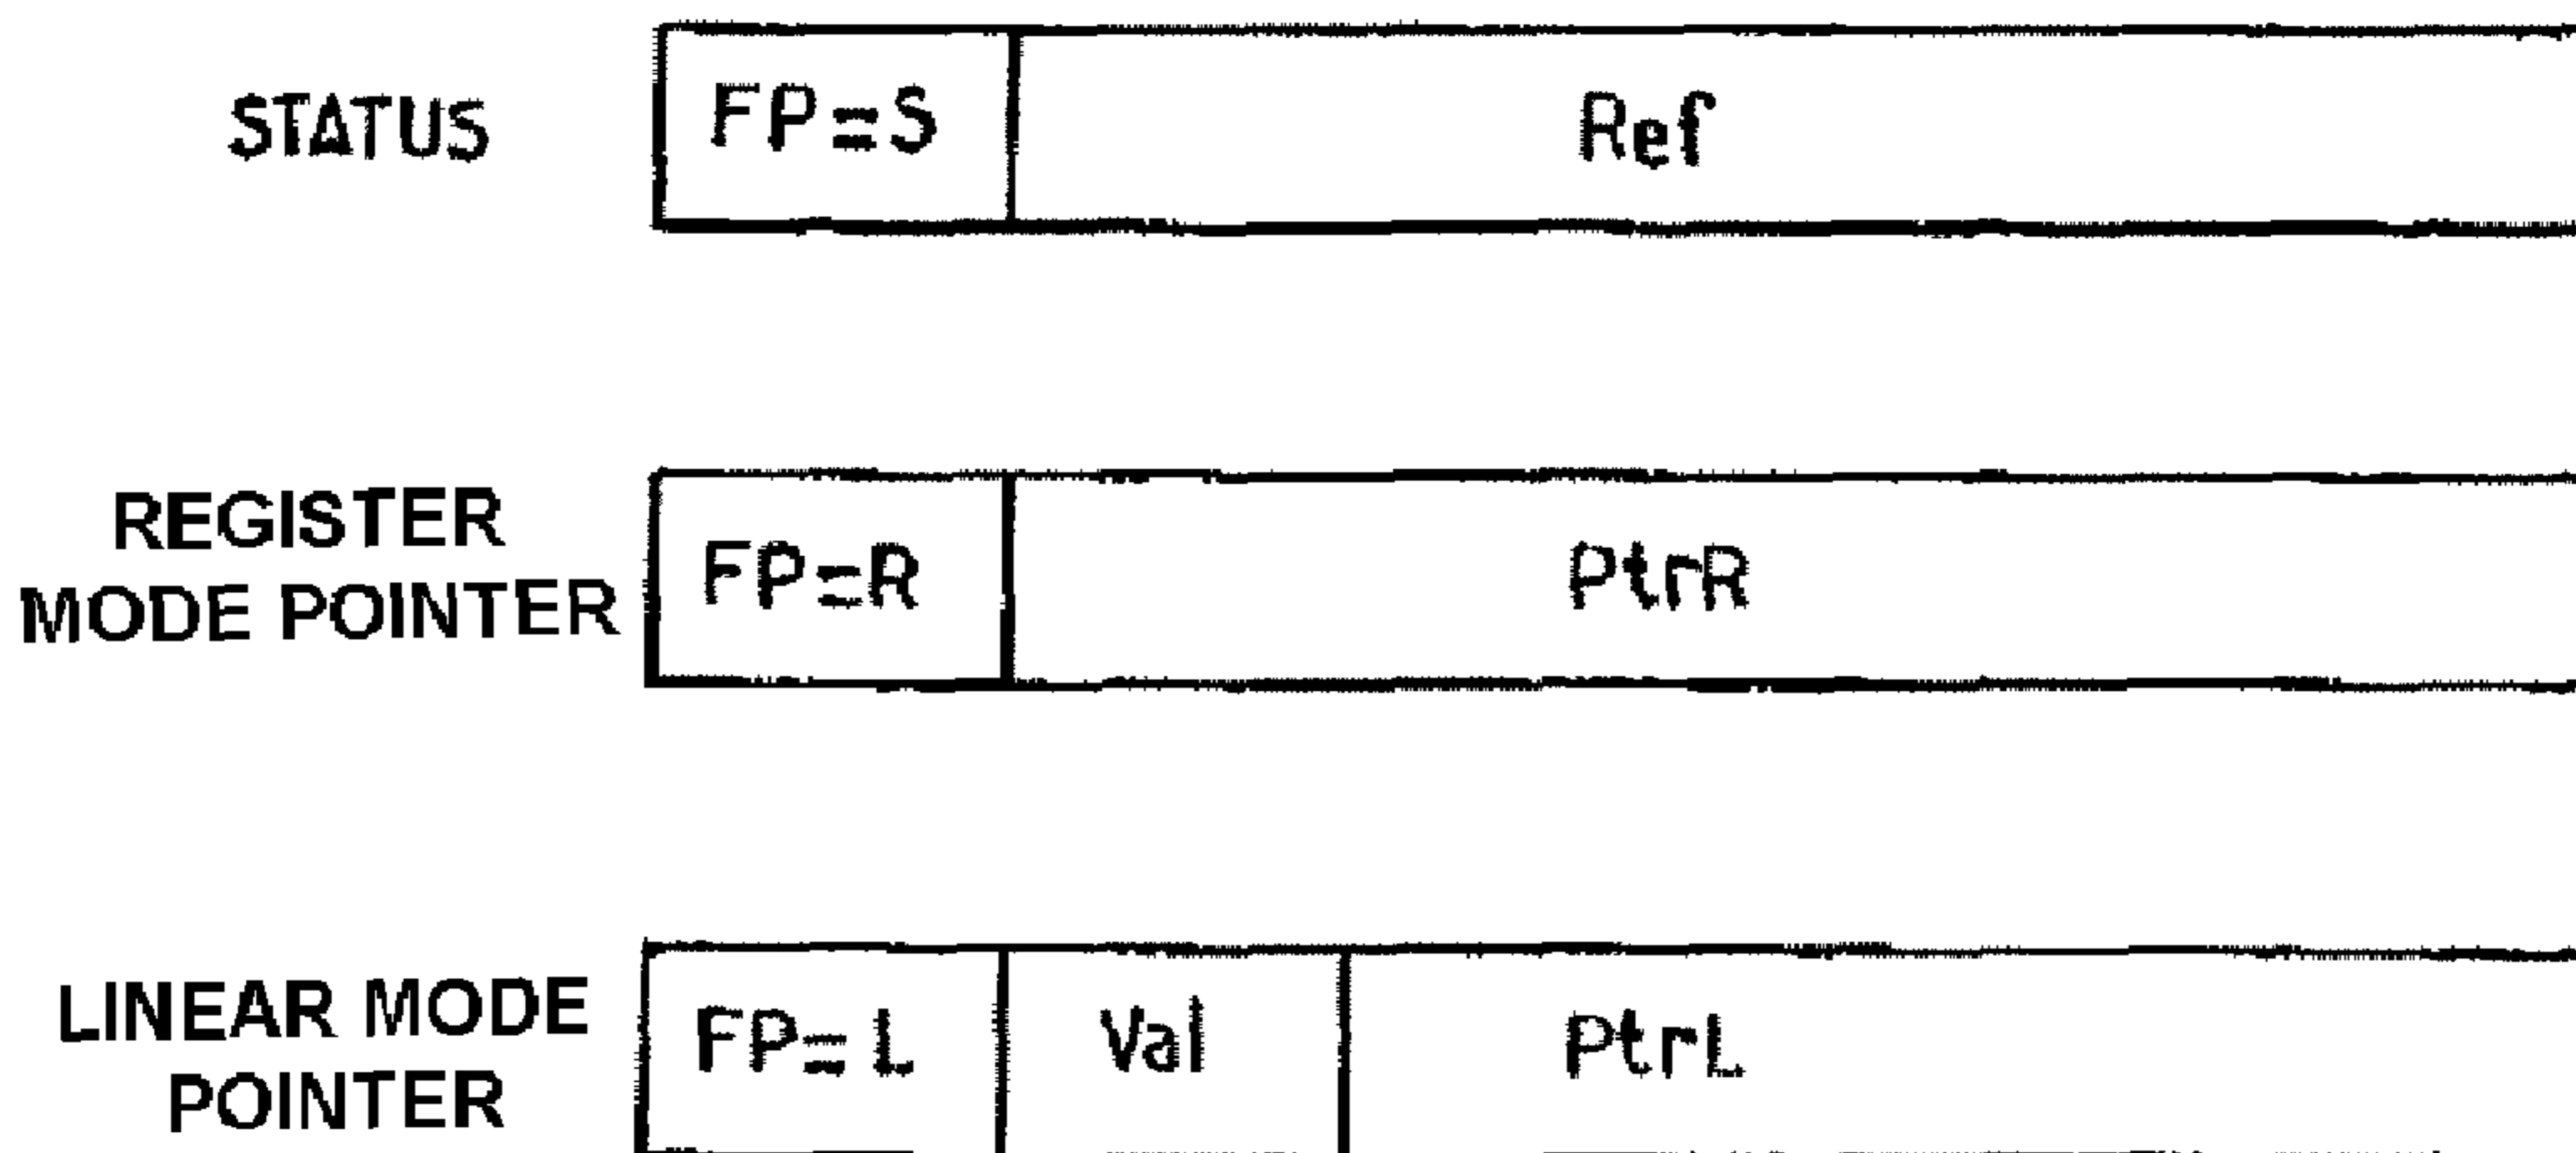 STATUS FP=S Ref
REGISTER
MODE POINTER FP=R PtrR
LINEAR MODE
POINTER FP=L Val PtrL